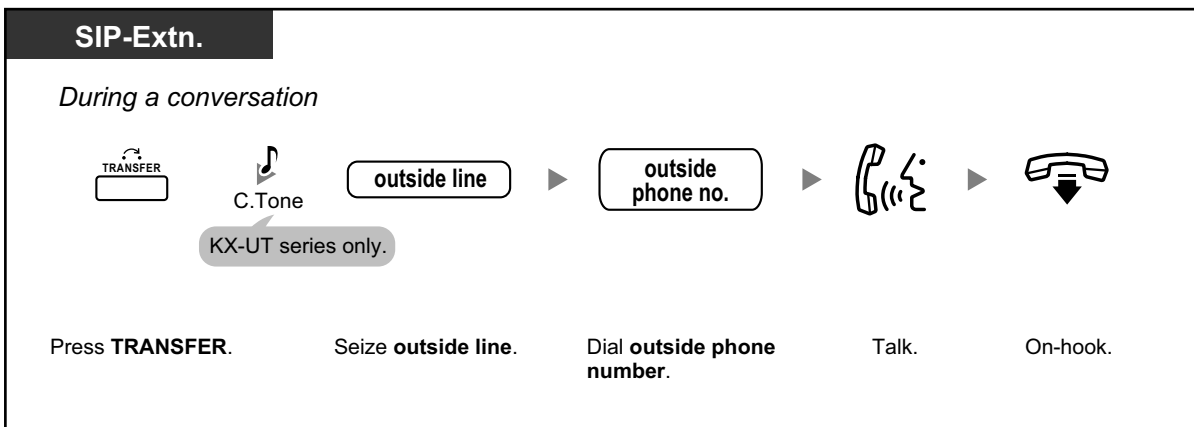 SIP-Extn.
During a conversation
TRANSFER
C.Tone
KX-UT series only.
outside line
outside
phone no.
Press TRANSFER.
Seize outside line.
Dial outside phone
number.
Talk.
On-hook.